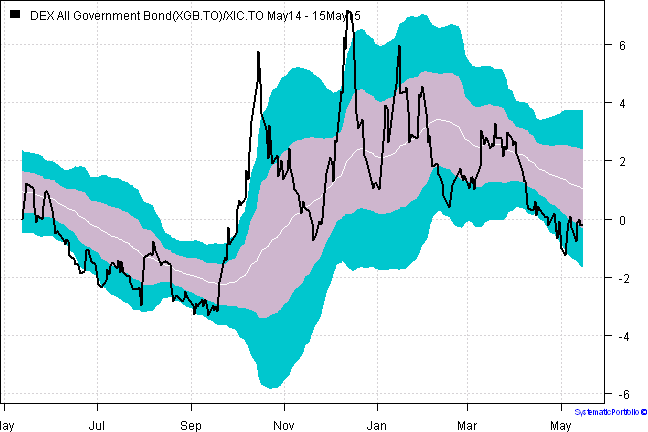 DEX All Government Bond(XGB.TO)/XIC.TO May14 - 15May15
6
4
2
0
-2
-4
-6
May Jul Sep Nov Jan Mar May
SystematicPortfolio ©